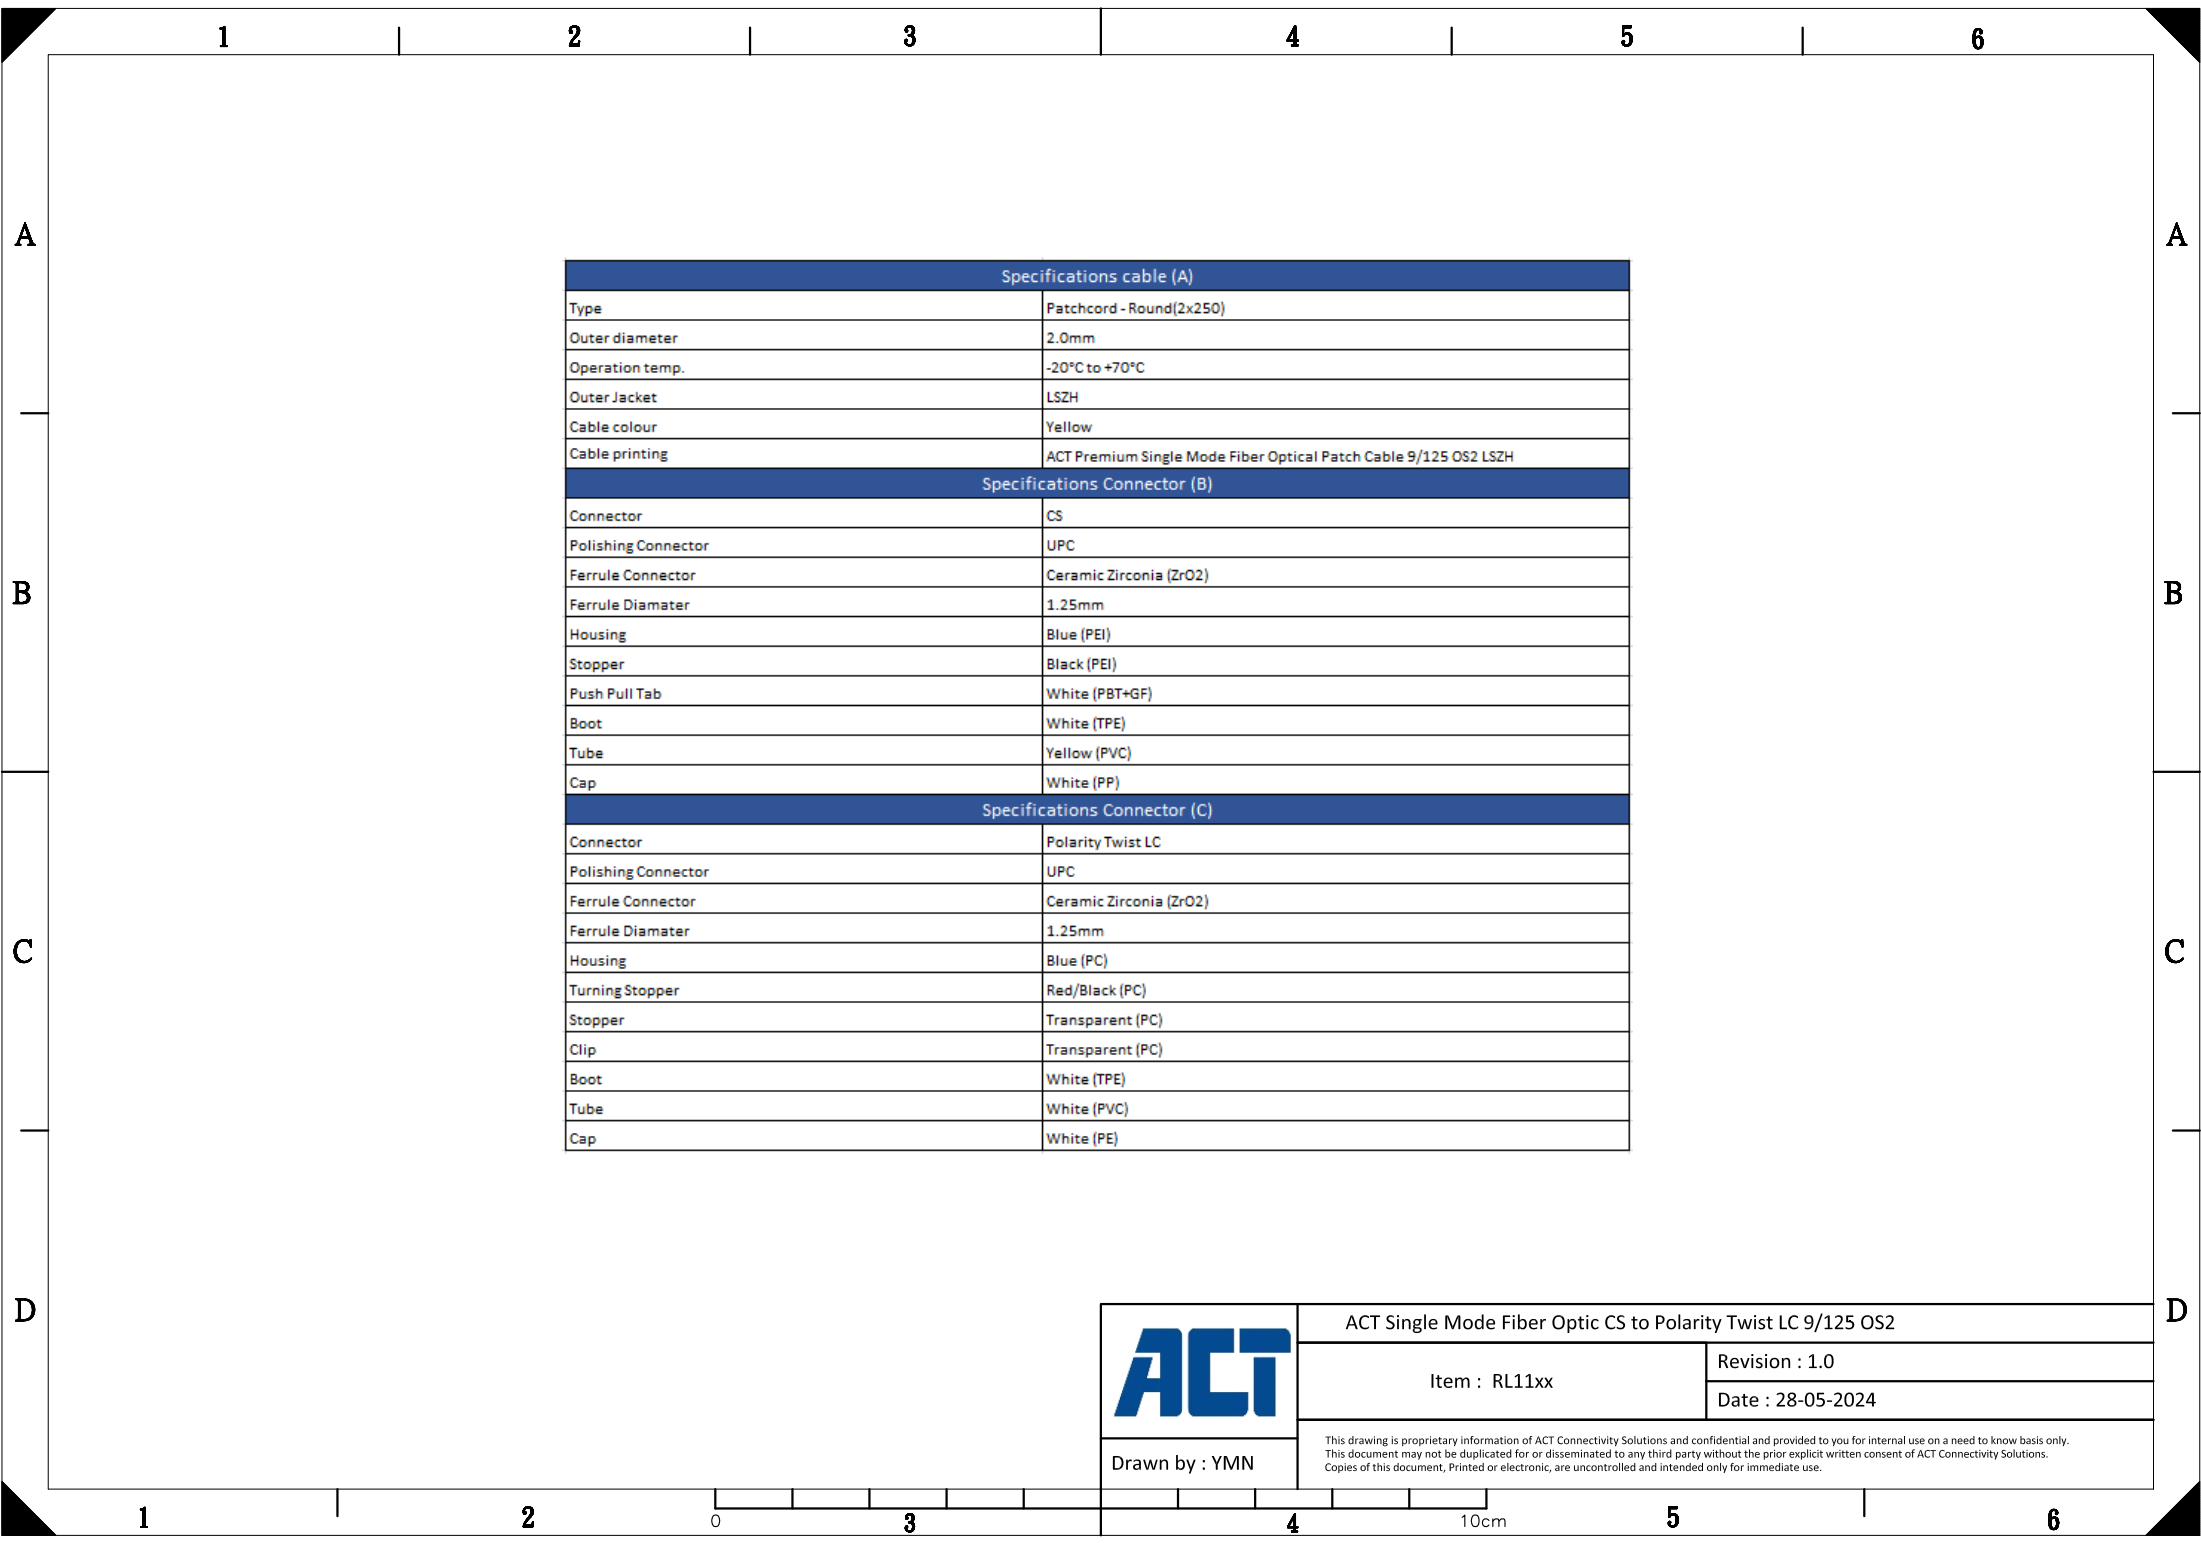 1 2 3 4 5 6
A A
Specifications cable (A)
Type Patchcord - Round(2x250)
Outer diameter 2.0mm
Operation temp. -20°C to +70°C
Outer Jacket LSZH
Cable colour Yellow
Cable printing ACT Premium Single Mode Fiber Optical Patch Cable 9/125 OS2 LSZH
Specifications Connector (B)
Connector CS
Polishing Connector UPC
Ferrule Connector Ceramic Zirconia (ZrO2)
B B
Ferrule Diamater 1.25mm
Housing Blue (PEI)
Stopper Black (PEI)
Push Pull Tab White (PBT+GF)
Boot White (TPE)
Tube Yellow (PVC)
Cap White (PP)
Specifications Connector (C)
Connector Polarity Twist LC
Polishing Connector UPC
Ferrule Connector Ceramic Zirconia (ZrO2)
Ferrule Diamater 1.25mm
C C
Housing Blue (PC)
Turning Stopper Red/Black (PC)
Stopper Transparent (PC)
Clip Transparent (PC)
Boot White (TPE)
Tube White (PVC)
Cap White (PE)
D D
ACT
ACT Single Mode Fiber Optic CS to Polarity Twist LC 9/125 OS2
Item : RL11xx
Revision : 1.0
Date : 28-05-2024
Drawn by : YMN
This drawing is proprietary information of ACT Connectivity Solutions and confidential and provided to you for internal use on a need to know basis only.
This document may not be duplicated for or disseminated to any third party without the prior explicit written consent of ACT Connectivity Solutions.
Copies of this document, Printed or electronic, are uncontrolled and intended only for immediate use.
1 2 0 3 4 10cm 5 6